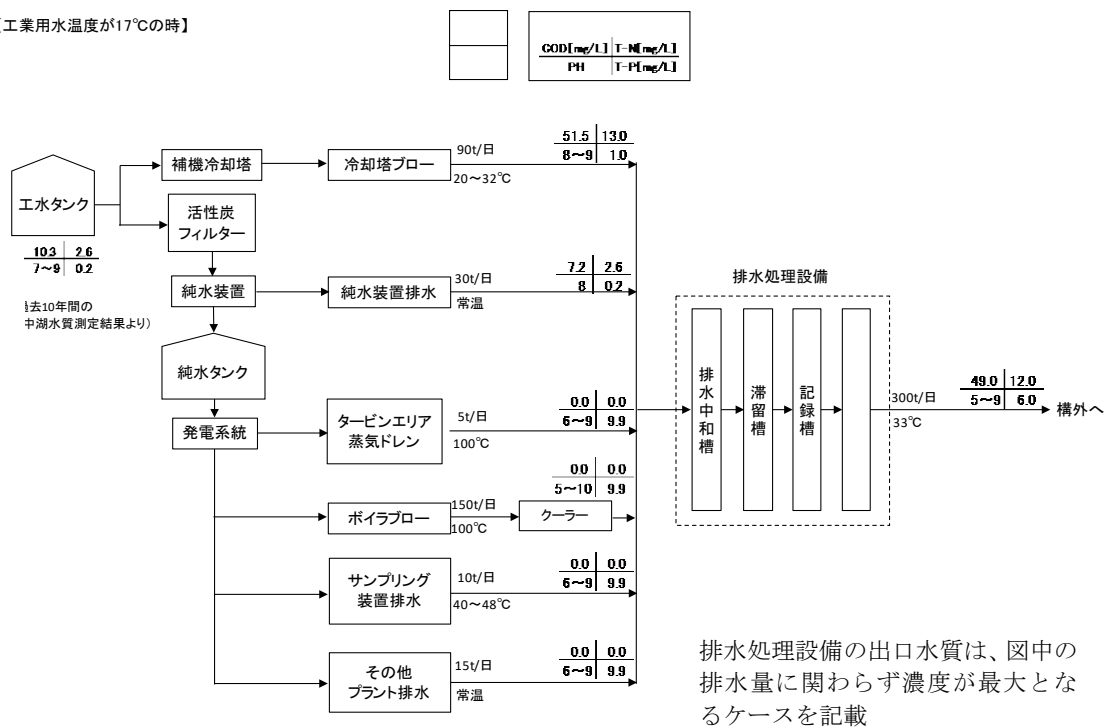 【工業用水温度が17℃の時】
COD[mg/L] T-N[mg/L]
PH T-P[mg/L]
工水タンク
10.3 2.6
7～9 0.2
過去10年間の
中湖水質測定結果より）
補機冷却塔
冷却塔ブロー
90t/日
20～32℃
51.5 13.0
8～9 1.0
活性炭
フィルター
純水装置
純水装置排水
30t/日
常温
7.2 2.6
8 0.2
純水タンク
発電系統
タービンエリア
蒸気ドレン
5t/日
100℃
0.0 0.0
6～9 9.9
ボイラブロー
150t/日
100℃
クーラー
0.0 0.0
5～10 9.9
サンプリング
装置排水
10t/日
40～48℃
0.0 0.0
6～9 9.9
その他
プラント排水
15t/日
常温
0.0 0.0
6～9 9.9
排水処理設備
排水中和槽
滞留槽
記録槽
300t/日
33℃
49.0 12.0
5～9 6.0
構外へ
排水処理設備の出口水質は、図中の
排水量に関わらず濃度が最大とな
るケースを記載